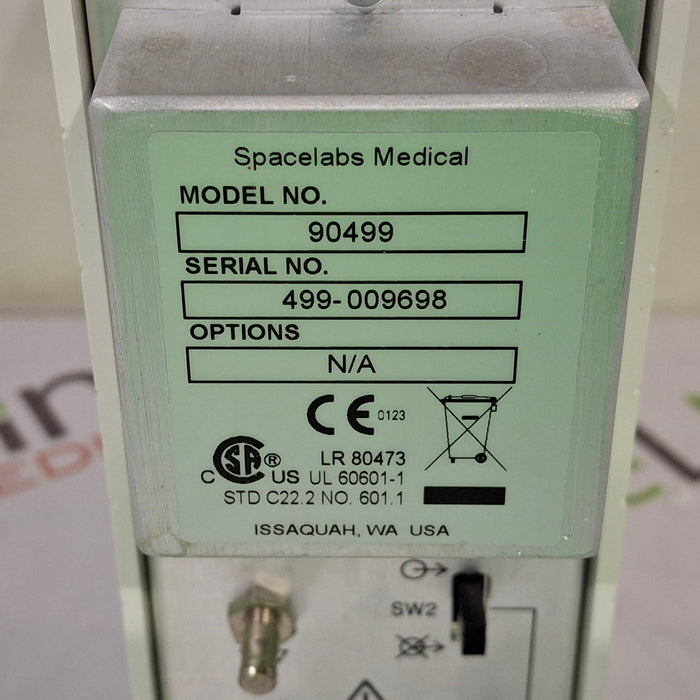 Spacelabs Medical
MODEL NO.
90499
SERIAL NO.
499-009698
OPTIONS
N/A
CE 0123
CSA ® LR 80473
C US UL 60601-1
STD C22.2 NO. 601.1
ISSAQUAH, WA USA
SW2